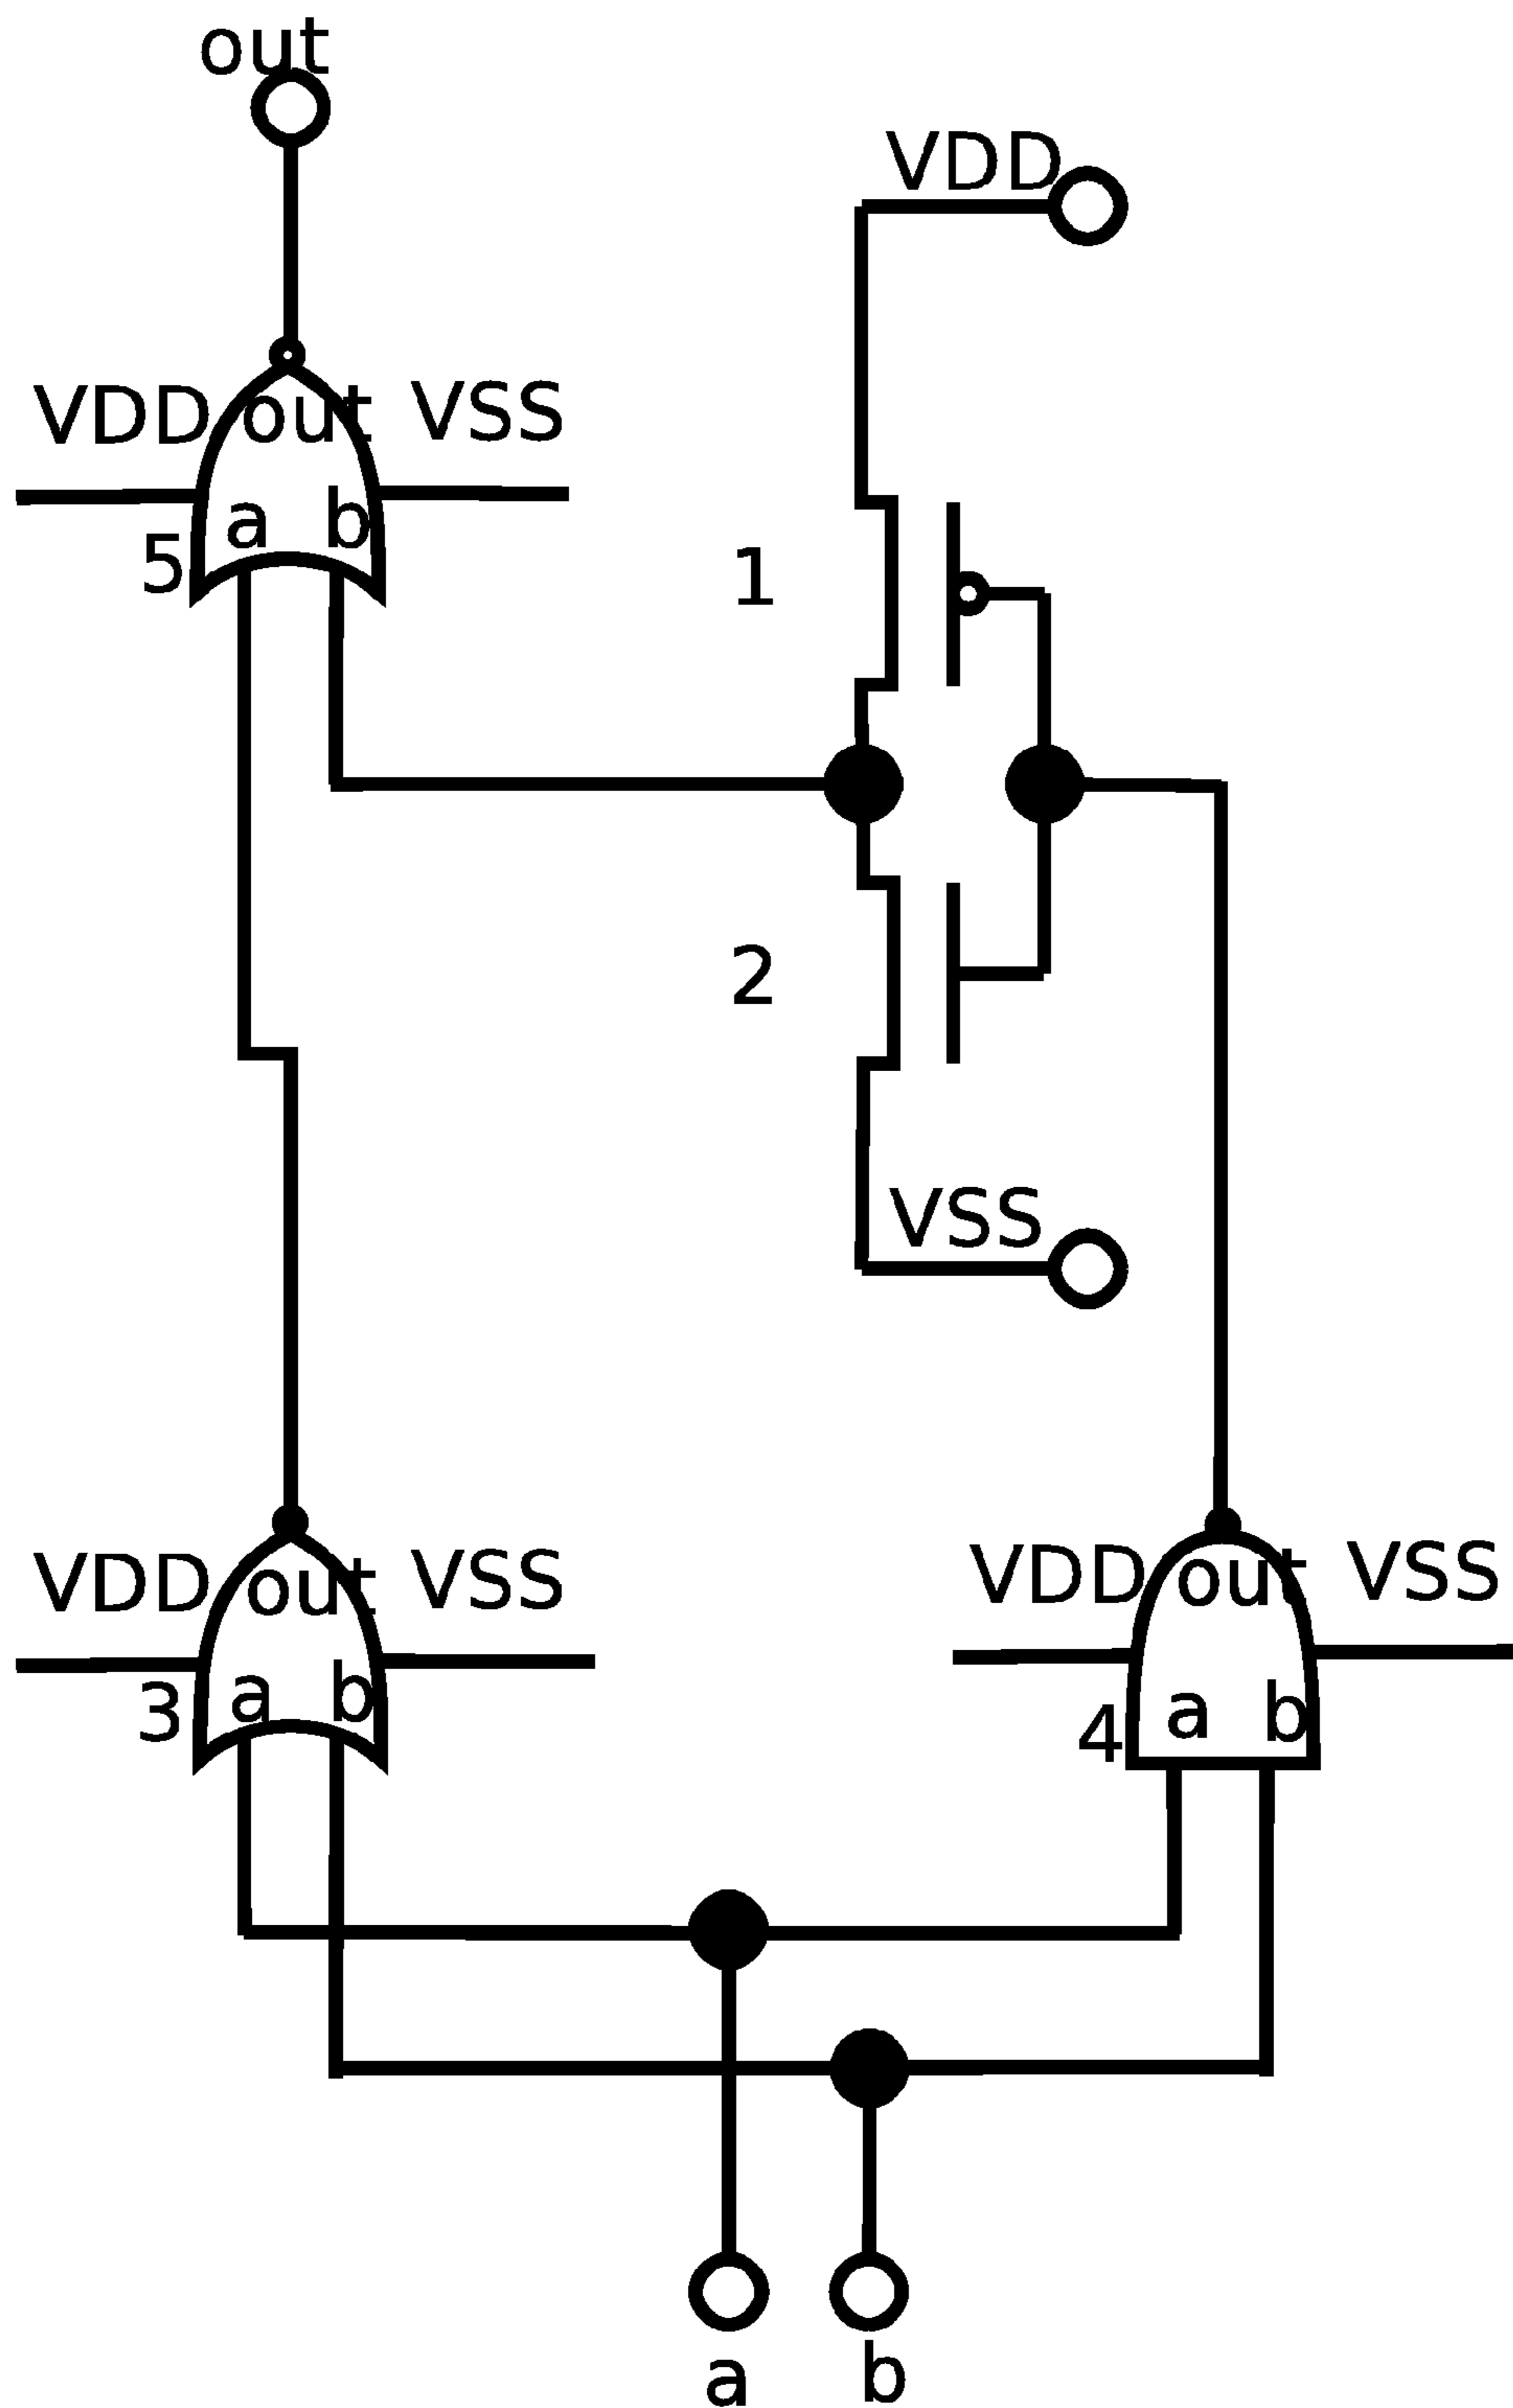 out
VDD
VDD out VSS
a b
5
1
2
VSS
VDD out VSS
a b
3
VDD out VSS
a b
4
a b